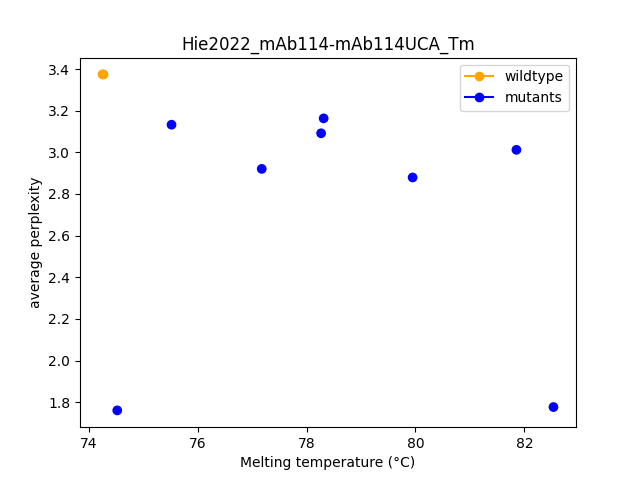 Hie2022_mAb114-mAb114UCA_Tm
wildtype
mutants
average perplexity
3.4
3.2
3.0
2.8
2.6
2.4
2.2
2.0
1.8
74 76 78 80 82
Melting temperature (°C)